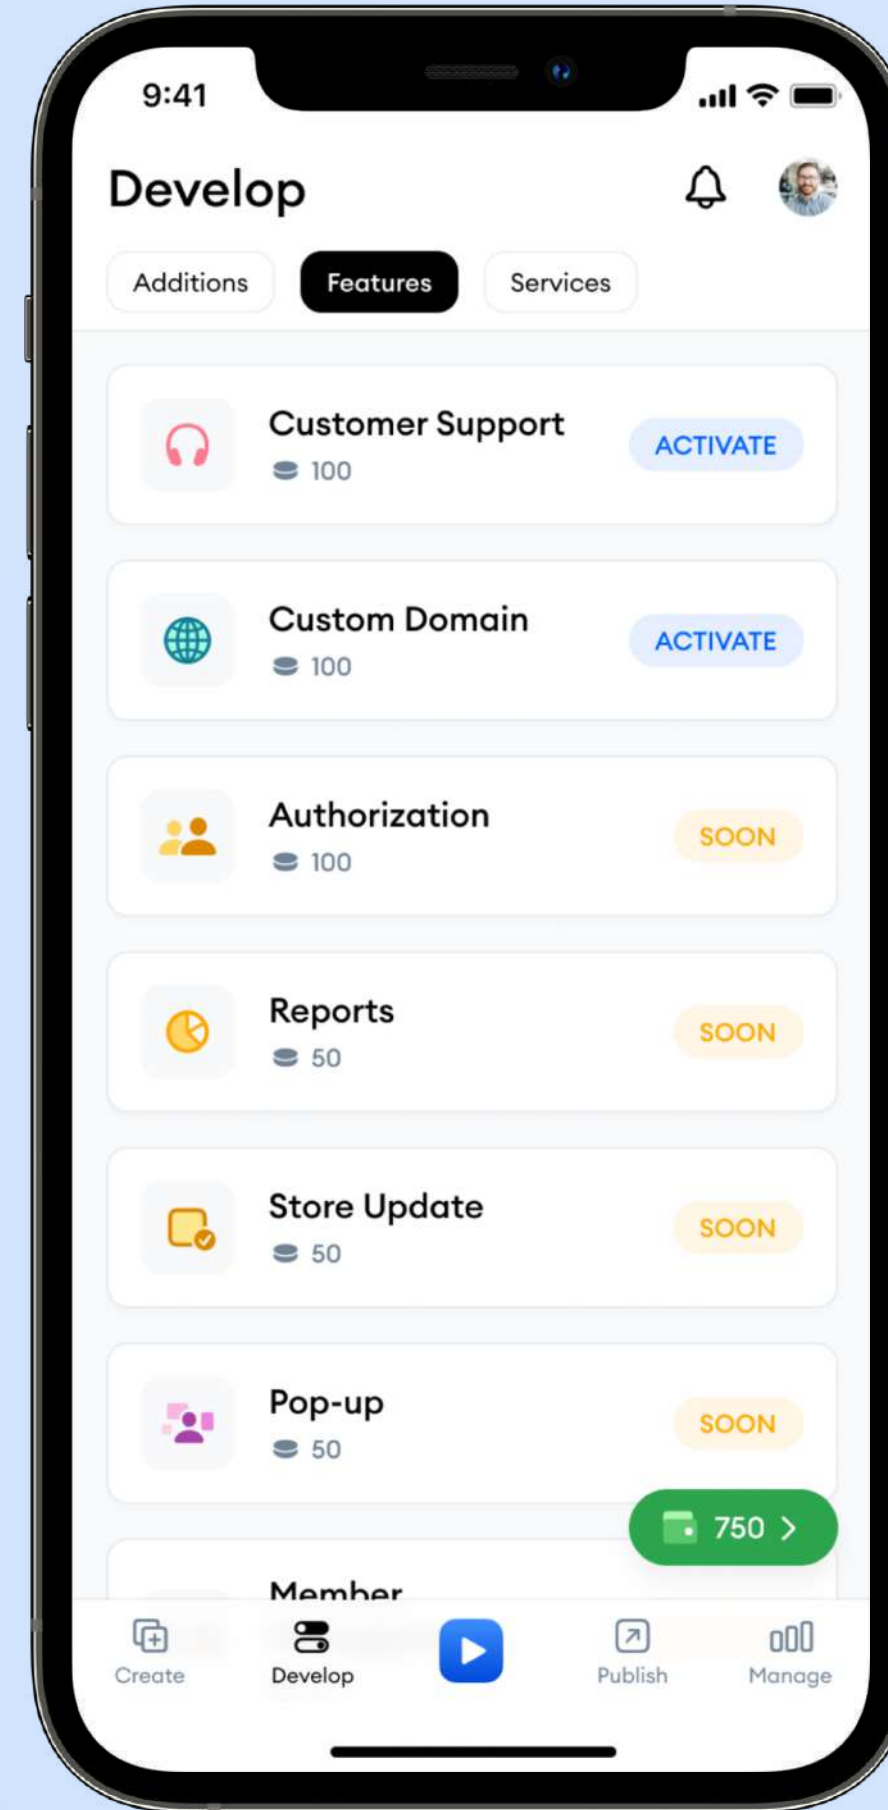 9:41
Develop
Additions Features Services
Customer Support
100
ACTIVATE
Custom Domain
100
ACTIVATE
Authorization
100
SOON
Reports
50
SOON
Store Update
50
SOON
Pop-up
50
SOON
750
Member
Create Develop Publish Manage